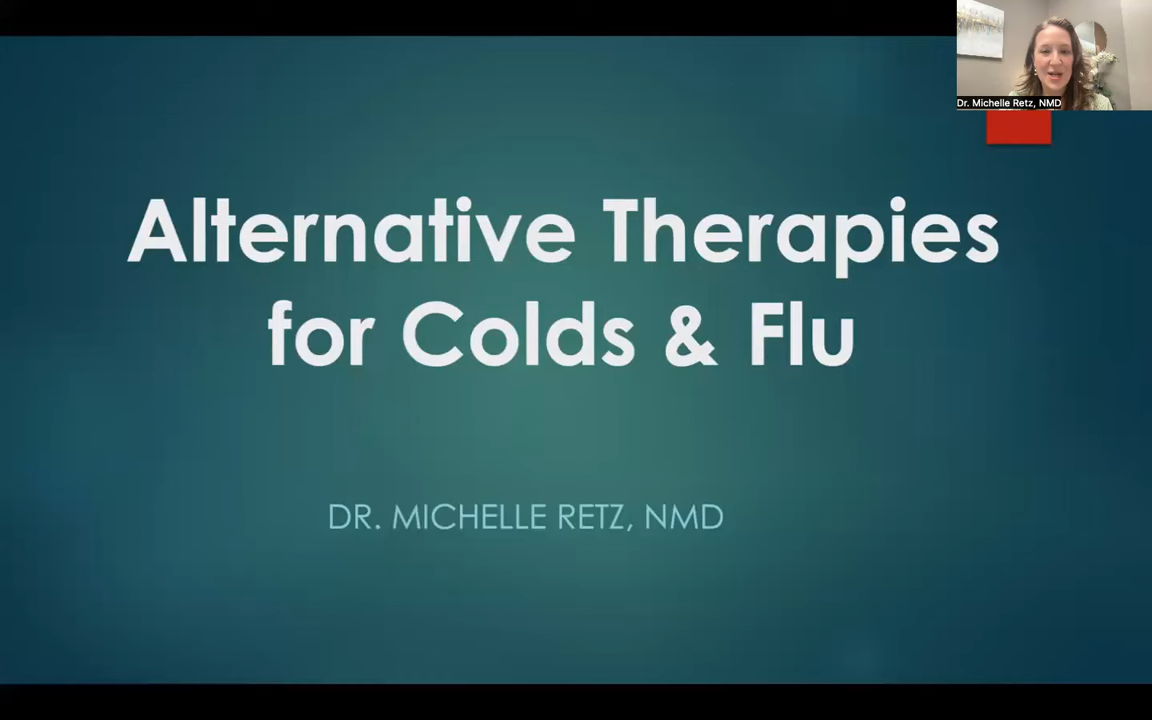 Dr. Michelle Retz, NMD
Alternative Therapies
for Colds & Flu
DR. MICHELLE RETZ, NMD